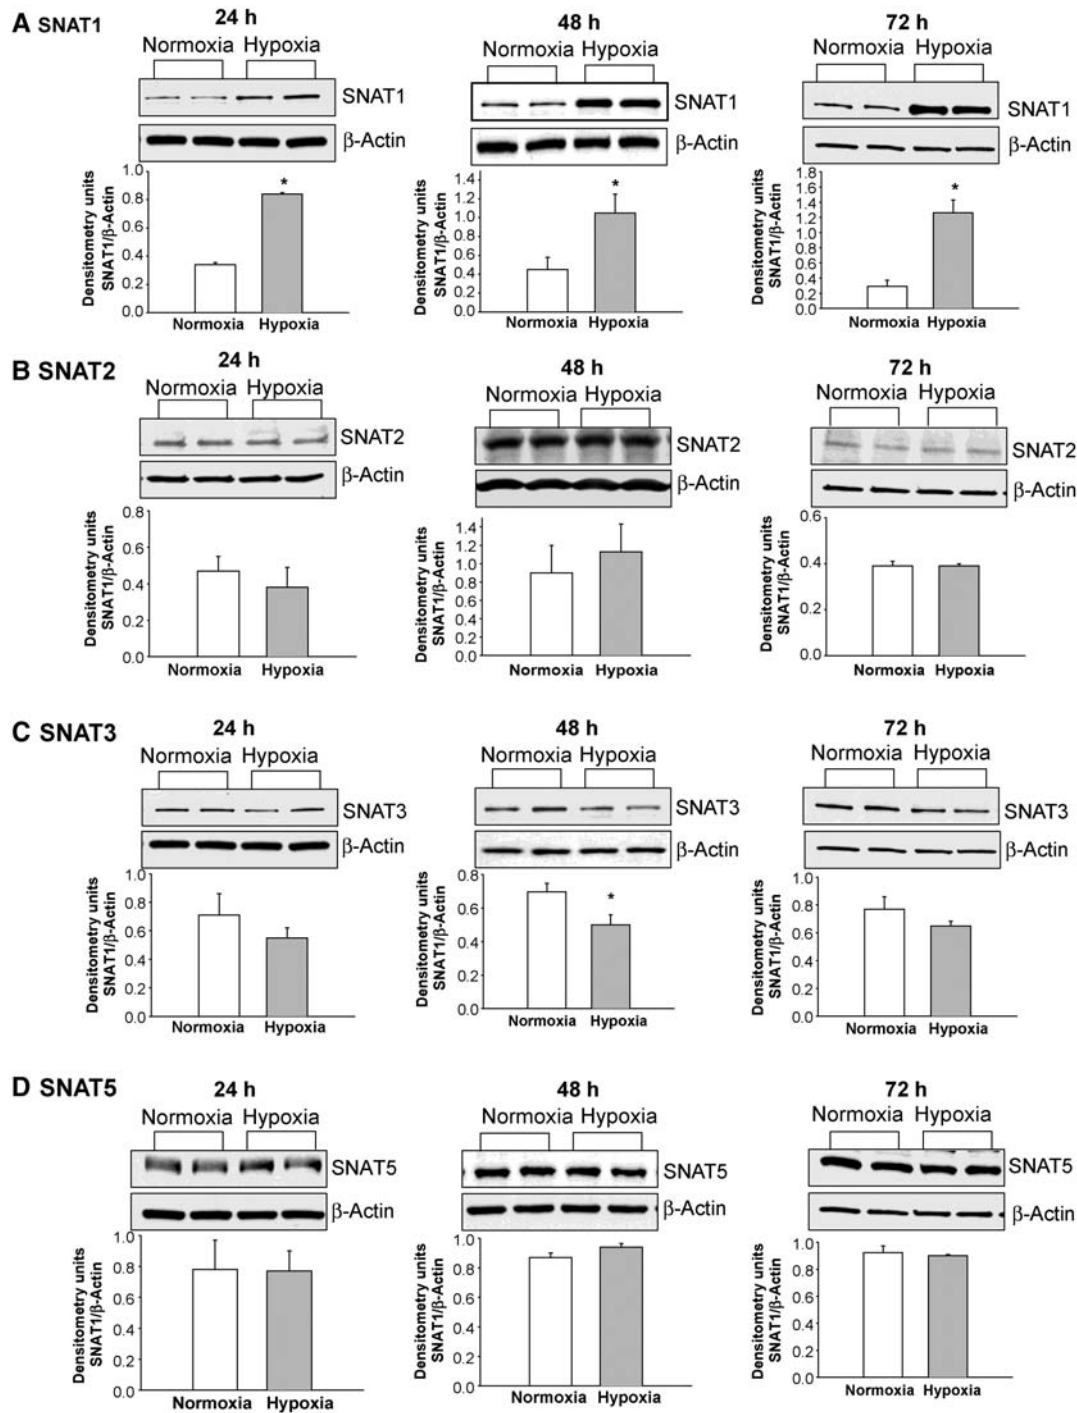 A SNAT1
24 h
48 h
72 h
Normoxia Hypoxia
Normoxia Hypoxia
Normoxia Hypoxia
SNAT1
SNAT1
SNAT1
β-Actin
β-Actin
β-Actin
Densitometry units
SNAT1/β-Actin
1.0
0.8
0.6
0.4
0.2
0.0
Normoxia Hypoxia
*
Densitometry units
SNAT1/β-Actin
1.4
1.2
1.0
0.8
0.6
0.4
0.2
0.0
Normoxia Hypoxia
*
Densitometry units
SNAT1/β-Actin
1.8
1.6
1.4
1.2
1.0
0.8
0.6
0.4
0.2
0.0
Normoxia Hypoxia
*
B SNAT2
24 h
48 h
72 h
Normoxia Hypoxia
Normoxia Hypoxia
Normoxia Hypoxia
SNAT2
SNAT2
SNAT2
β-Actin
β-Actin
β-Actin
Densitometry units
SNAT1/β-Actin
0.8
0.6
0.4
0.2
0.0
Normoxia Hypoxia
Densitometry units
SNAT1/β-Actin
1.4
1.2
1.0
0.8
0.6
0.4
0.2
0.0
Normoxia Hypoxia
Densitometry units
SNAT1/β-Actin
0.6
0.4
0.2
0.0
Normoxia Hypoxia
C SNAT3
24 h
48 h
72 h
Normoxia Hypoxia
Normoxia Hypoxia
Normoxia Hypoxia
SNAT3
SNAT3
SNAT3
β-Actin
β-Actin
β-Actin
Densitometry units
SNAT1/β-Actin
1.0
0.8
0.6
0.4
0.2
0.0
Normoxia Hypoxia
Densitometry units
SNAT1/β-Actin
0.8
0.6
0.4
0.2
0.0
Normoxia Hypoxia
*
Densitometry units
SNAT1/β-Actin
1.0
0.8
0.6
0.4
0.2
0.0
Normoxia Hypoxia
D SNAT5
24 h
48 h
72 h
Normoxia Hypoxia
Normoxia Hypoxia
Normoxia Hypoxia
SNAT5
SNAT5
SNAT5
β-Actin
β-Actin
β-Actin
Densitometry units
SNAT1/β-Actin
1.0
0.8
0.6
0.4
0.2
0.0
Normoxia Hypoxia
Densitometry units
SNAT1/β-Actin
1.0
0.8
0.6
0.4
0.2
0.0
Normoxia Hypoxia
Densitometry units
SNAT1/β-Actin
1.0
0.8
0.6
0.4
0.2
0.0
Normoxia Hypoxia